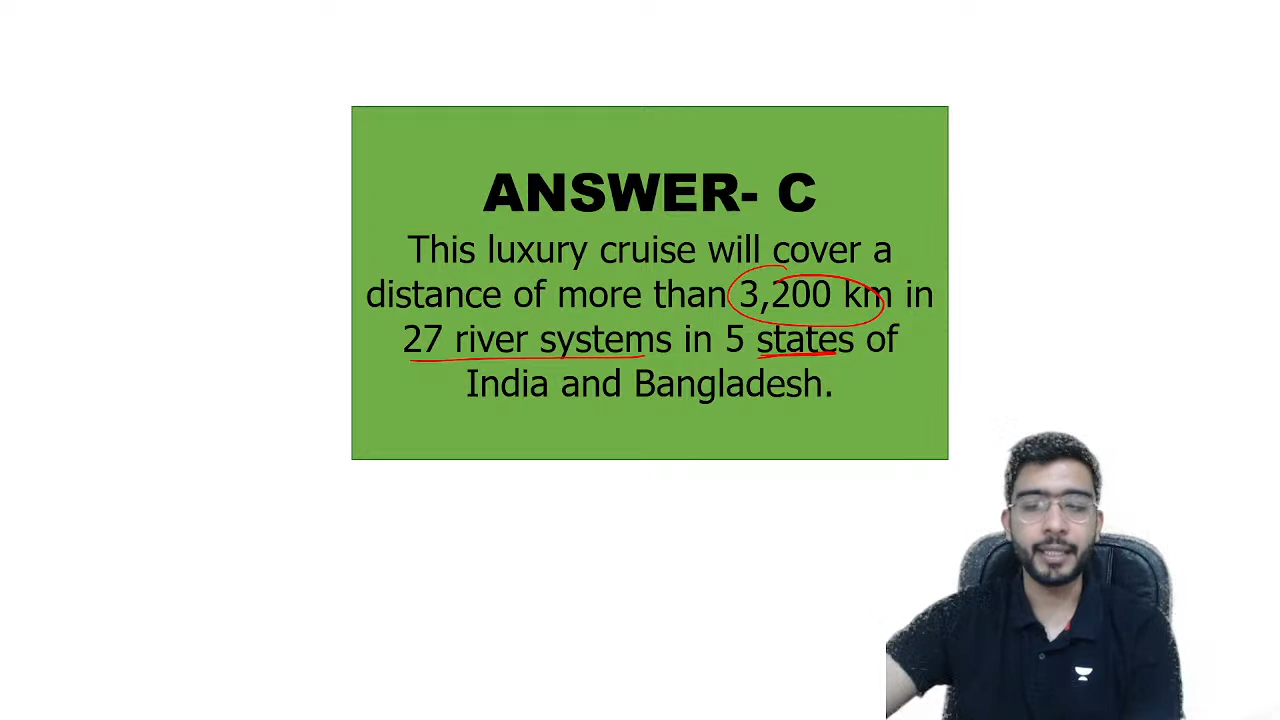 ANSWER- C
This luxury cruise will cover a
distance of more than 3,200 km in
27 river systems in 5 states of
India and Bangladesh.